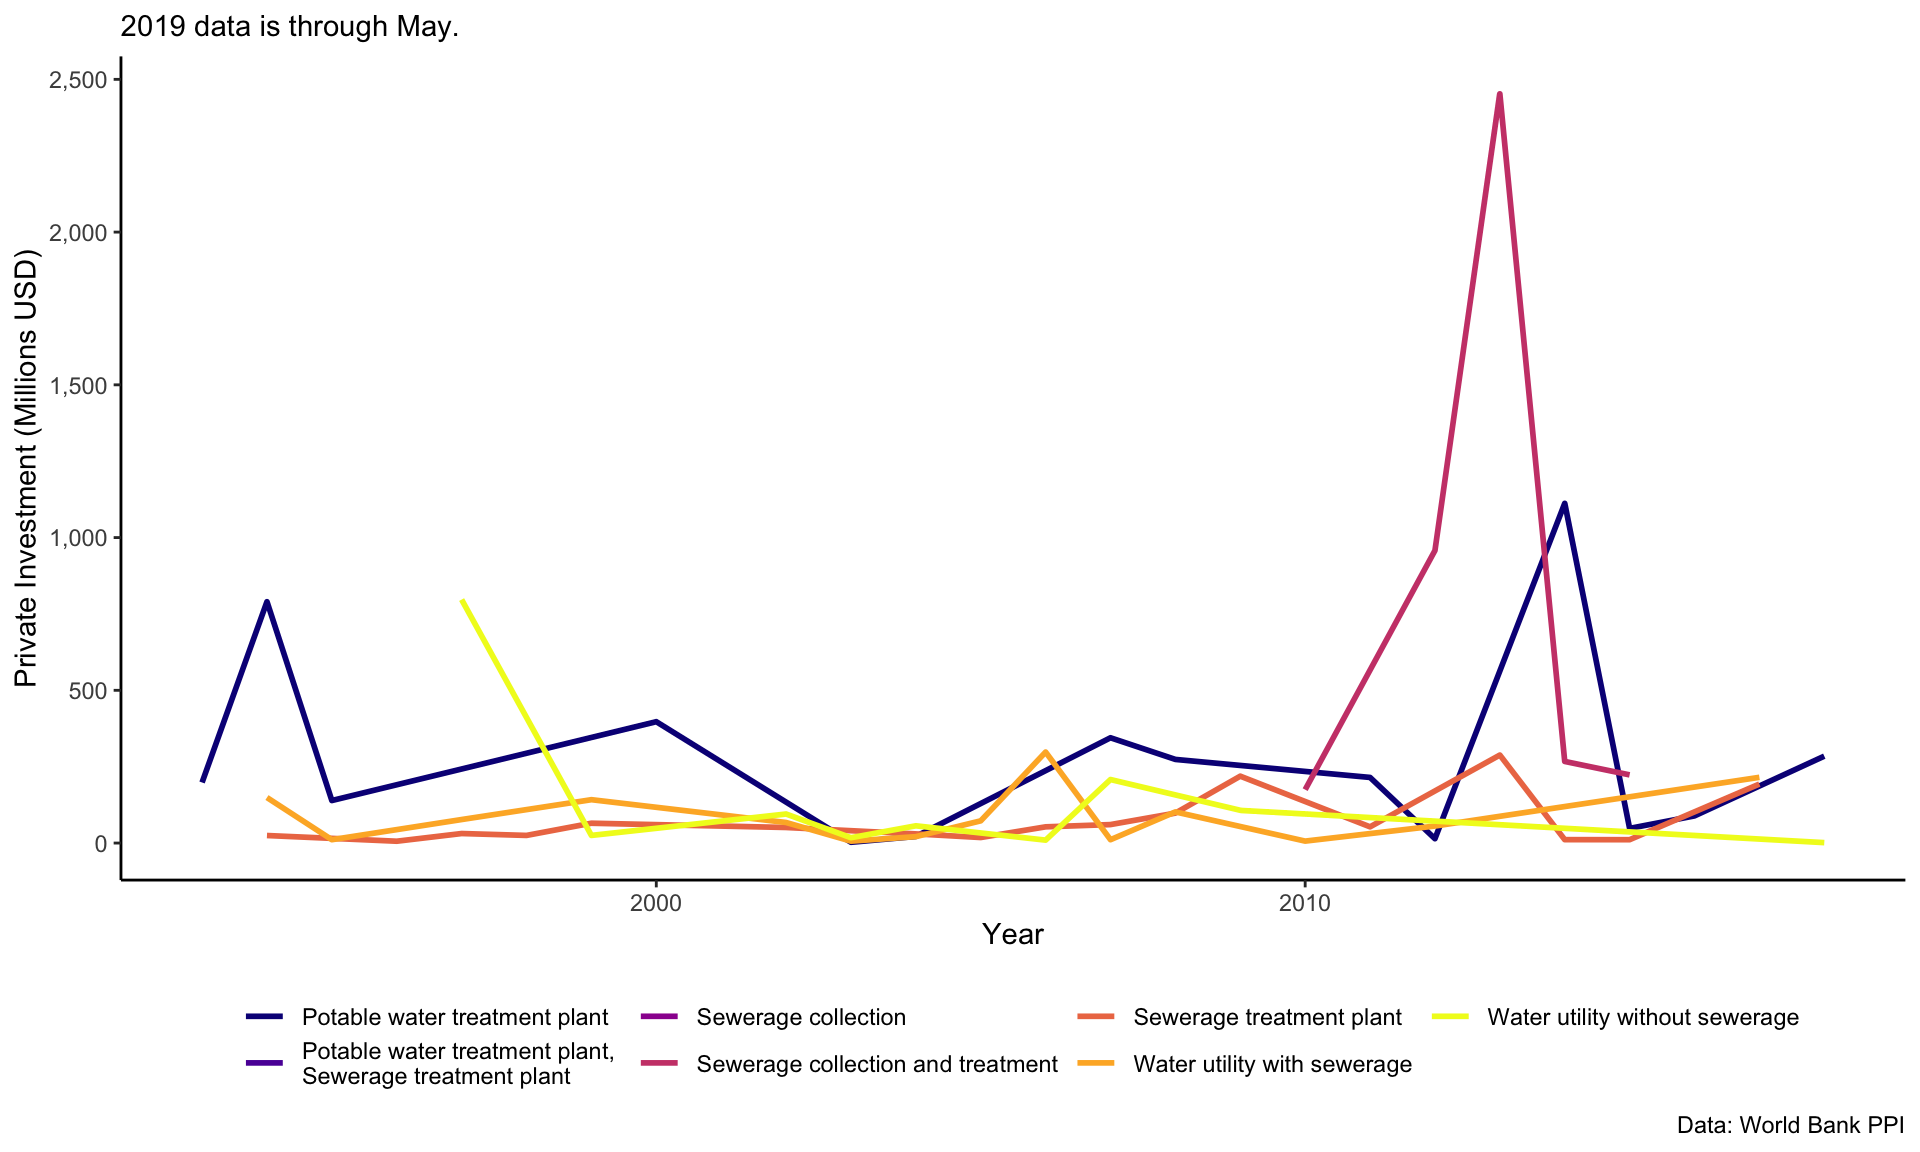 2019 data is through May.
Private Investment (Millions USD)
2,500
2,000
1,500
1,000
500
0
2000
2010
Year
Potable water treatment plant
Sewerage collection
Sewerage treatment plant
Water utility without sewerage
Potable water treatment plant,
Sewerage treatment plant
Sewerage collection and treatment
Water utility with sewerage
Data: World Bank PPI